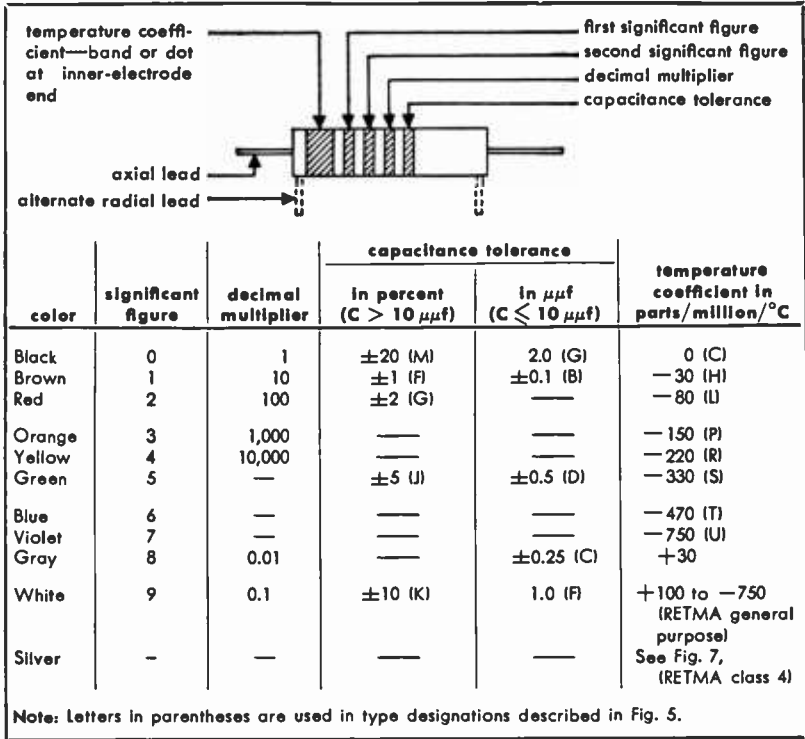 temperature coeffi-
cient—band or dot
at inner-electrode
end
first significant figure
second significant figure
decimal multiplier
capacitance tolerance
axial lead
alternate radial lead
capacitance tolerance
color | significant figure | decimal multiplier | in percent (C > 10 μμf) | in μμf (C ⩽ 10 μμf) | temperature coefficient in parts/million/°C
Black | 0 | 1 | ±20 (M) | 2.0 (G) | 0 (C)
Brown | 1 | 10 | ±1 (F) | ±0.1 (B) | −30 (H)
Red | 2 | 100 | ±2 (G) | — | −80 (L)
Orange | 3 | 1,000 | — | — | −150 (P)
Yellow | 4 | 10,000 | — | — | −220 (R)
Green | 5 | — | ±5 (J) | ±0.5 (D) | −330 (S)
Blue | 6 | — | — | — | −470 (T)
Violet | 7 | — | — | — | −750 (U)
Gray | 8 | 0.01 | — | ±0.25 (C) | +30
White | 9 | 0.1 | ±10 (K) | 1.0 (F) | +100 to −750
(RETMA general
purpose)
Silver | – | — | — | — | See Fig. 7,
(RETMA class 4)
Note: Letters in parentheses are used in type designations described in Fig. 5.